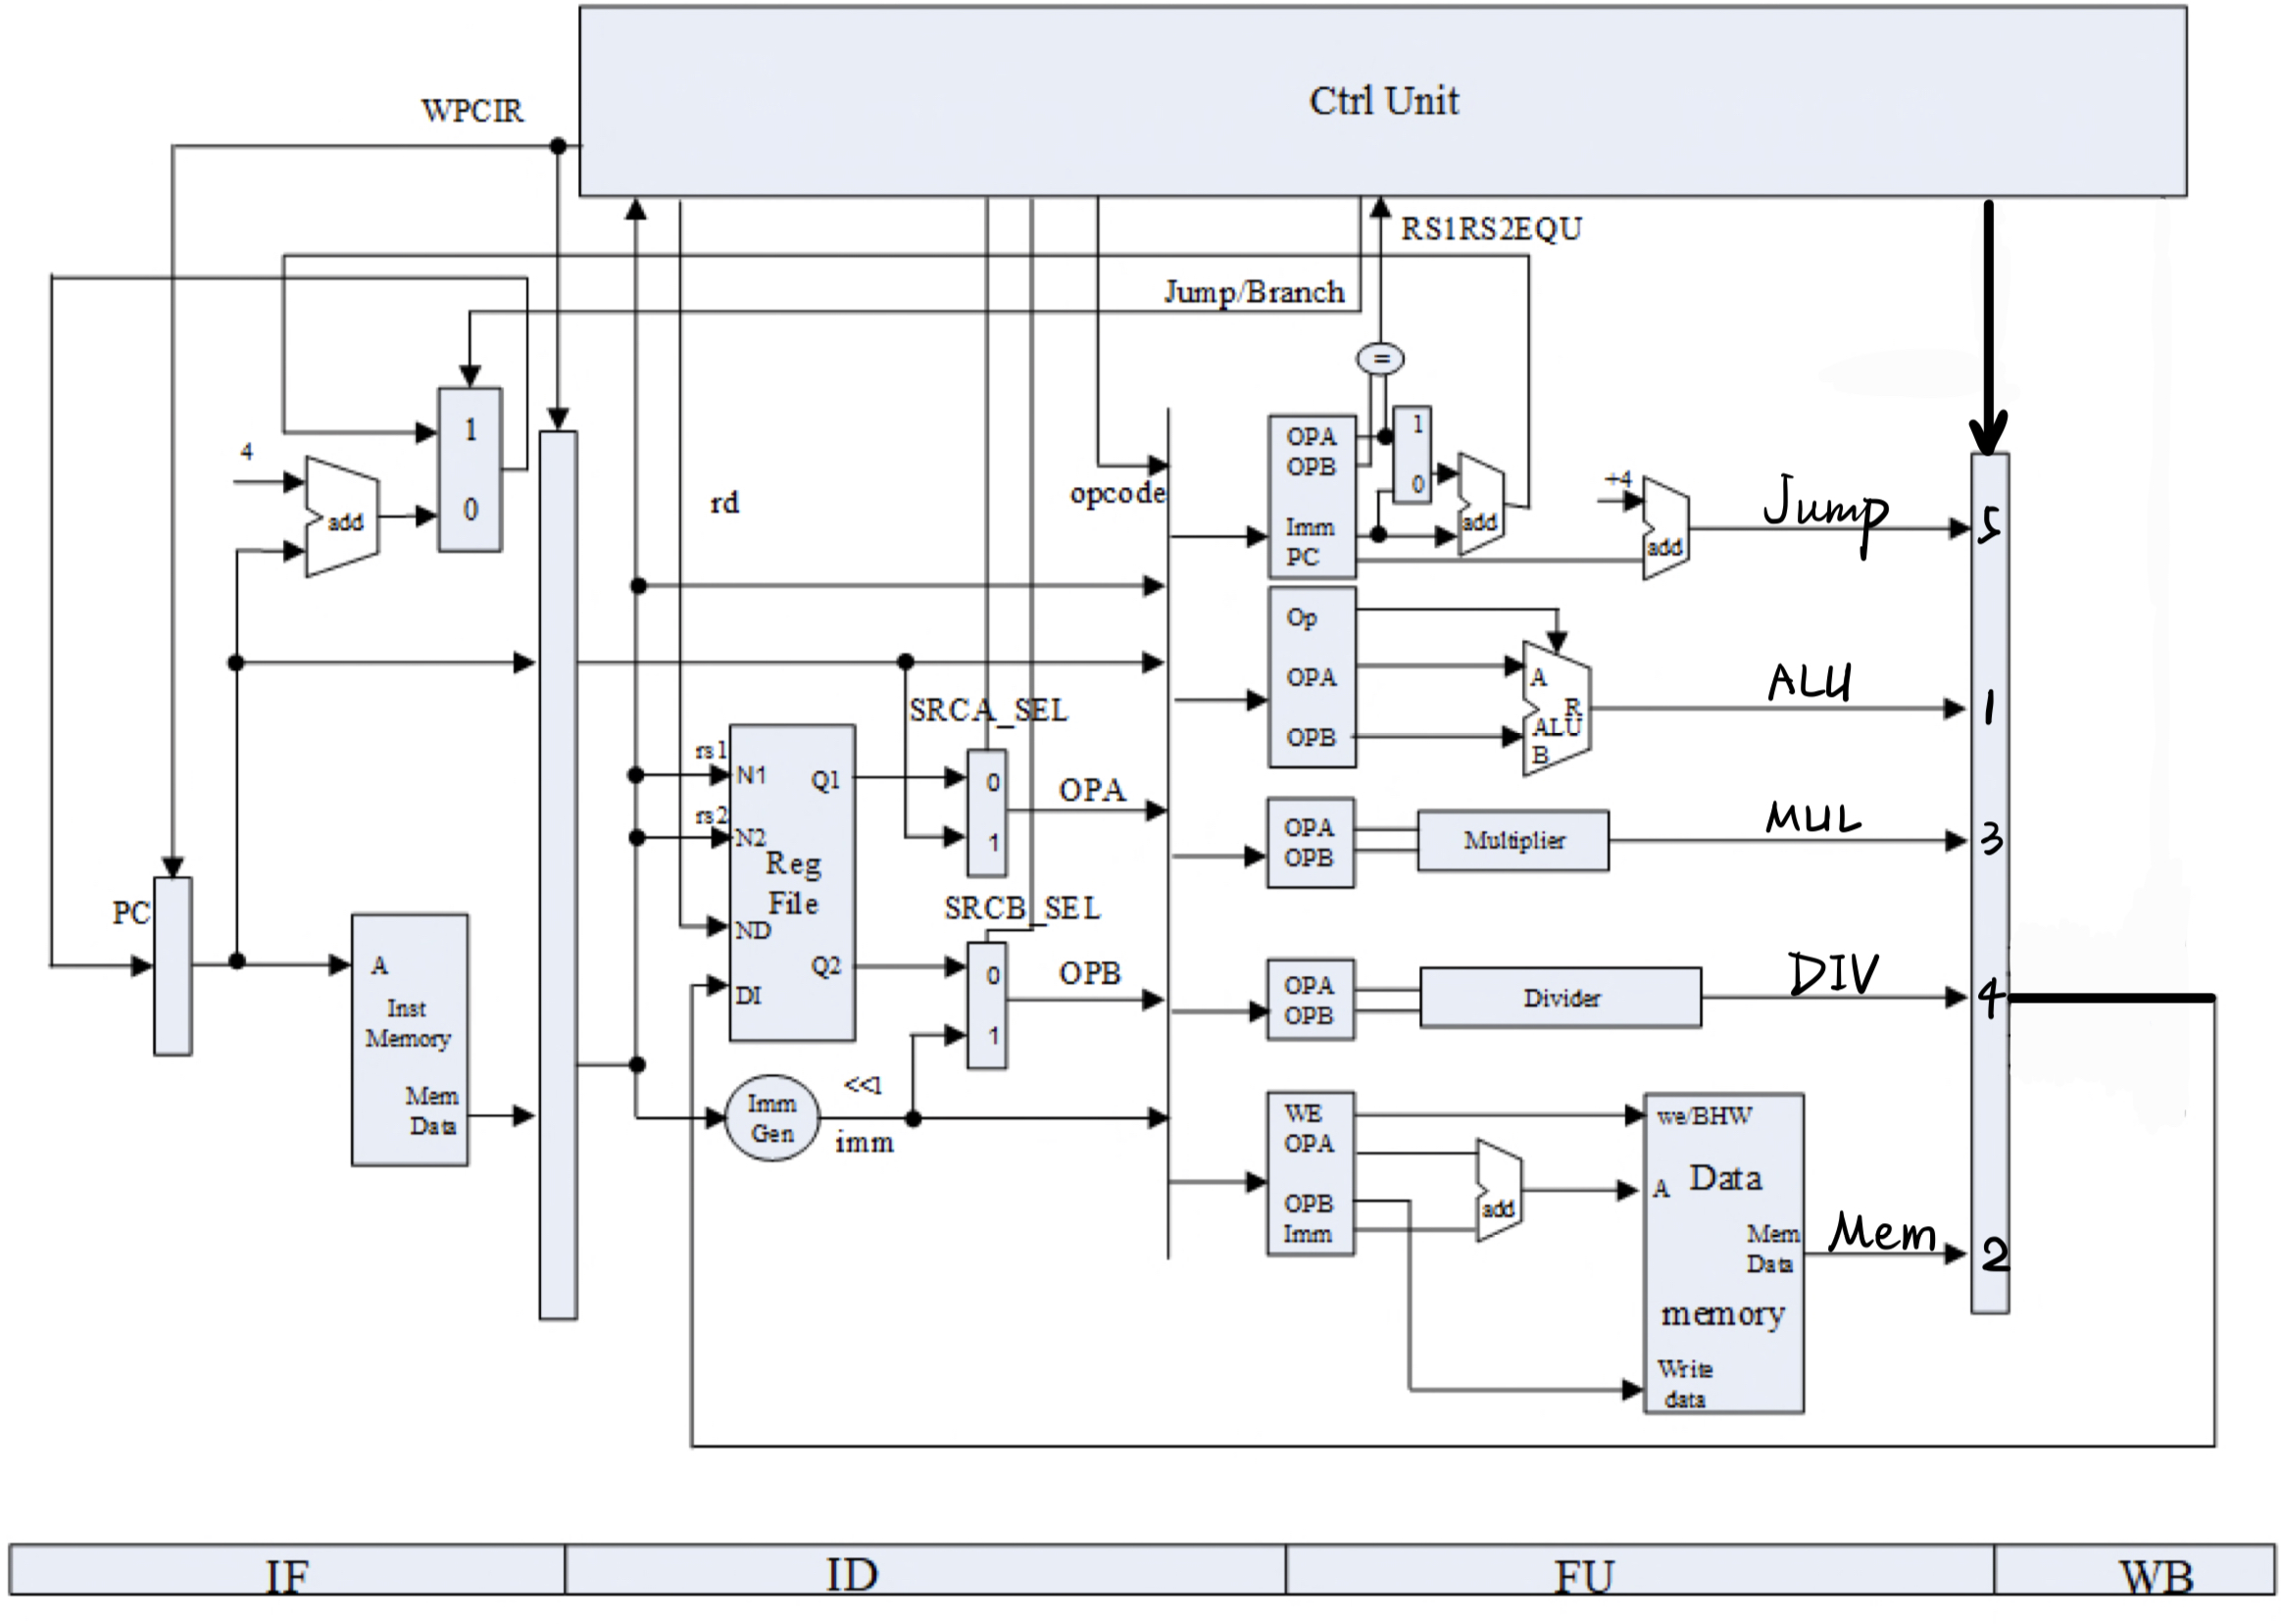 Ctrl Unit
WPCIR
RS1RS2EQU
Jump/Branch
=
1
0
4
add
rd
opcode
OPA
OPB
Imm
PC
1
0
add
+4
add
Jump
5
Op
OPA
OPB
A
R
ALU
B
ALU
1
SRCA_SEL
rs1
N1
rs2
N2
Q1
Reg
File
ND
Q2
DI
0
1
OPA
OPA
OPB
Multiplier
MUL
3
PC
A
Inst
Memory
Mem
Data
SRCB_SEL
0
1
OPB
OPA
OPB
Divider
DIV
4
Imm
Gen
<<1
imm
WE
OPA
OPB
Imm
add
we/BHW
A
Data
Mem
Data
memory
Write
data
Mem
2
IF
ID
FU
WB